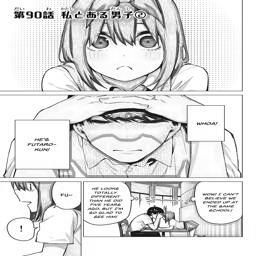 第90話 私とある男子②
WHOA!
HE'S
FUTARO-
KUN!
WOW! I CAN'T
BELIEVE WE
ENDED UP AT
THE SAME
SCHOOL!
HE LOOKS
TOTALLY
DIFFERENT
THAN HE DID
FIVE YEARS
AGO, BUT I'M
SO GLAD TO
SEE HIM!
FU--
!